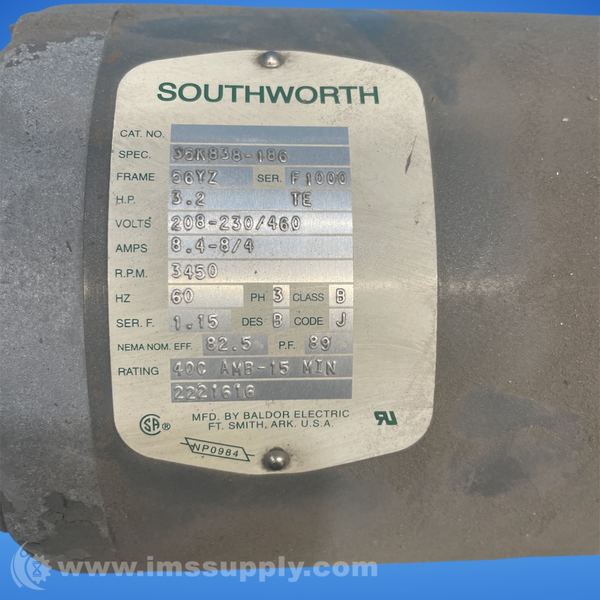 SOUTHWORTH
CAT. NO.
SPEC. 35K838-186
FRAME 56YZ SER. F1000
H.P. 3.2 TE
VOLTS 208-230/460
AMPS 8.4-8/4
R.P.M. 3450
HZ 60 PH 3 CLASS B
SER. F. 1.15 DES B CODE J
NEMA NOM. EFF. 82.5 P.F. 89
RATING 40C AMB-15 MIN
2221616
MFD. BY BALDOR ELECTRIC
FT. SMITH, ARK. U.S.A.
SA ®
NP0984
© www.imssupply.com/